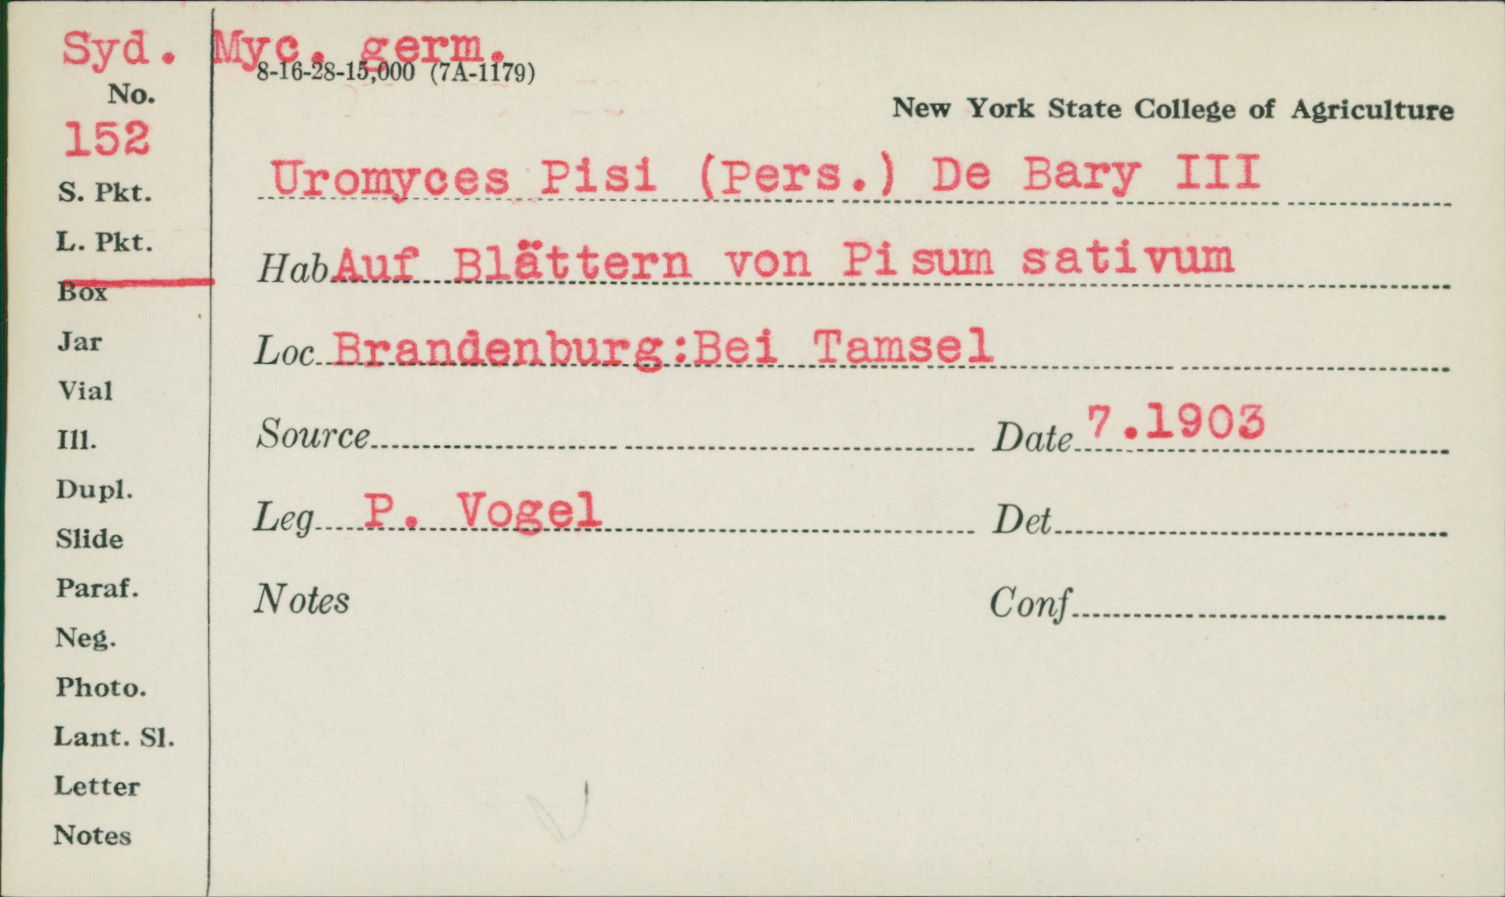 Syd. Myc. germ.
8-16-28-15,000 (7A-1179)
No.
New York State College of Agriculture
152
Uromyces Pisi (Pers.) De Bary III
S. Pkt.
L. Pkt.
Hab Auf Blättern von Pisum sativum
Box
Jar
Loc Brandenburg:Bei Tamsel
Vial
Ill.
Source Date 7.1903
Dupl.
Leg P. Vogel Det
Slide
Paraf.
Notes Conf
Neg.
Photo.
Lant. Sl.
Letter
Notes